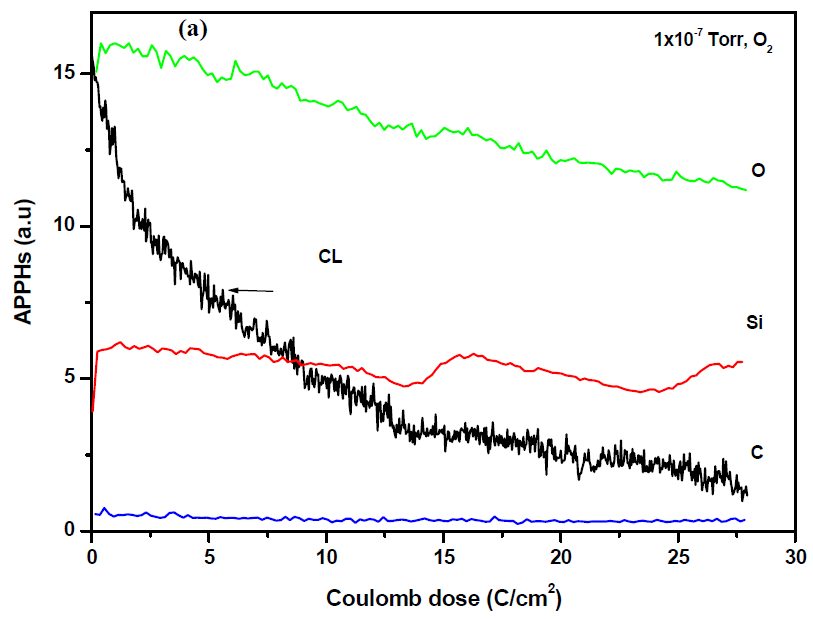 (a)
1x10⁻⁷ Torr, O₂
15
O
10
CL
APPHs (a.u)
Si
5
C
0
0 5 10 15 20 25 30
Coulomb dose (C/cm²)